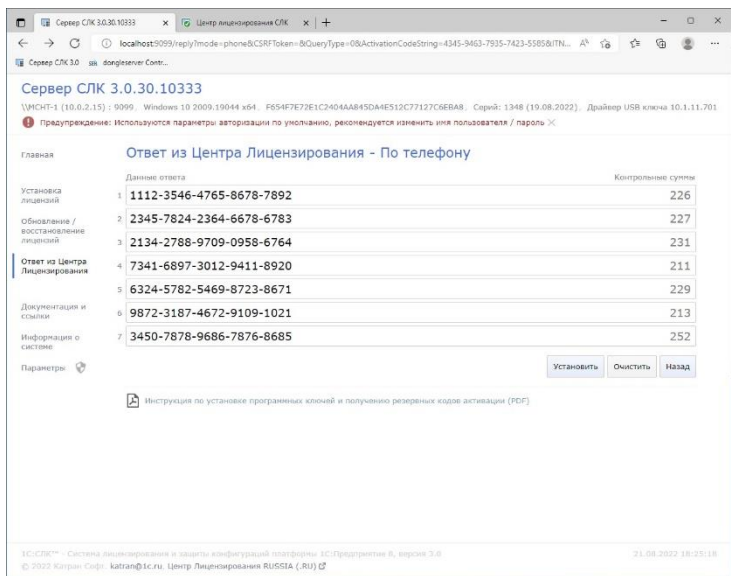 Сервер СЛК 3.0.30.10333
Центр лицензирования СЛК
localhost:9099/reply?mode=phone&CSRFToken=&QueryType=0&ActivationCodeString=4345-9463-7935-7423-5585&ITN...
Сервер СЛК 3.0
dongleserver Contr...
Сервер СЛК 3.0.30.10333
\\МСНТ-1 (10.0.2.15) : 9099, Windows 10 2009.19044 x64, F654F7E72E1C2404AA845DA4E512C77127C6EBA8, Серий: 1348 (19.08.2022), Драйвер USB ключа 10.1.11.701
Предупреждение: Используются параметры авторизации по умолчанию, рекомендуется изменить имя пользователя / пароль
Главная
Установка лицензий
Обновление / восстановление лицензий
Ответ из Центра Лицензирования
Документация и ссылки
Информация о системе
Параметры
Ответ из Центра Лицензирования - По телефону
Данные ответа Контрольные суммы
1 1112-3546-4765-8678-7892 226
2 2345-7824-2364-6678-6783 227
3 2134-2788-9709-0958-6764 231
4 7341-6897-3012-9411-8920 211
5 6324-5782-5469-8723-8671 229
6 9872-3187-4672-9109-1021 213
7 3450-7878-9686-7876-8685 252
Установить Очистить Назад
Инструкция по установке программных ключей и получению резервных кодов активации (PDF)
1С:СЛК™ - Система лицензирования и защиты конфигураций платформы 1С:Предприятие 8, версия 3.0 21.08.2022 18:25:18
© 2022 Катран Софт, katran@1c.ru, Центр Лицензирования RUSSIA (.RU)